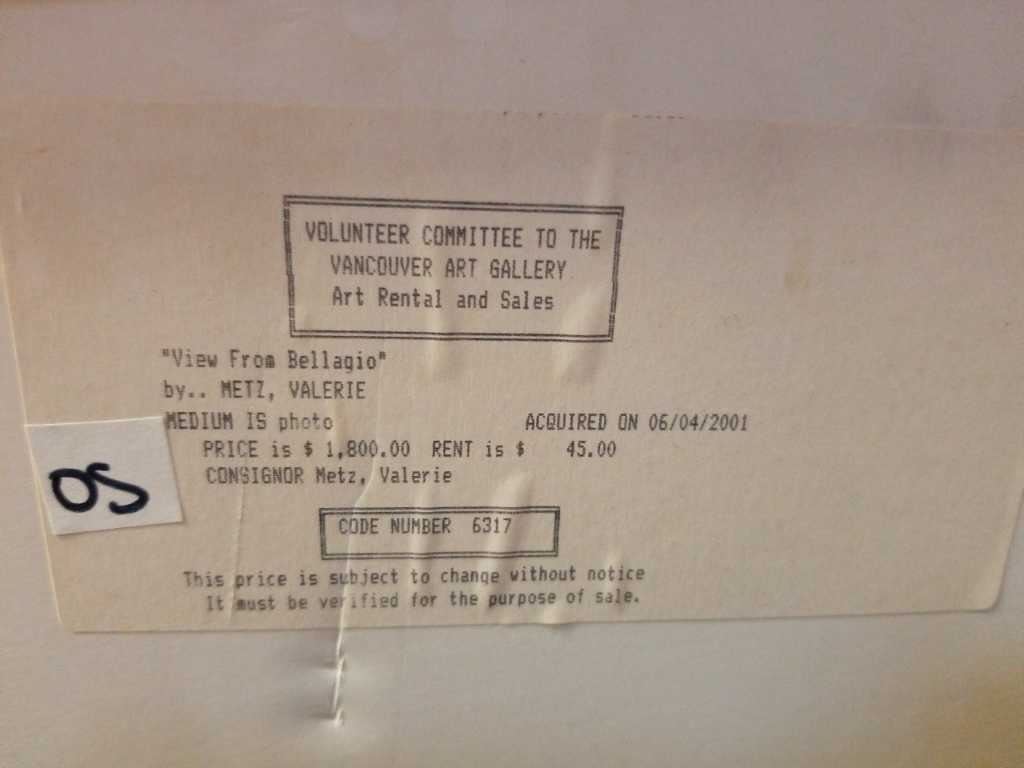 VOLUNTEER COMMITTEE TO THE
VANCOUVER ART GALLERY
Art Rental and Sales
"View From Bellagio"
by.. METZ, VALERIE
MEDIUM IS photo ACQUIRED ON 06/04/2001
PRICE is $ 1,800.00 RENT is $ 45.00
CONSIGNOR Metz, Valerie
OS
CODE NUMBER 6317
This price is subject to change without notice
It must be verified for the purpose of sale.